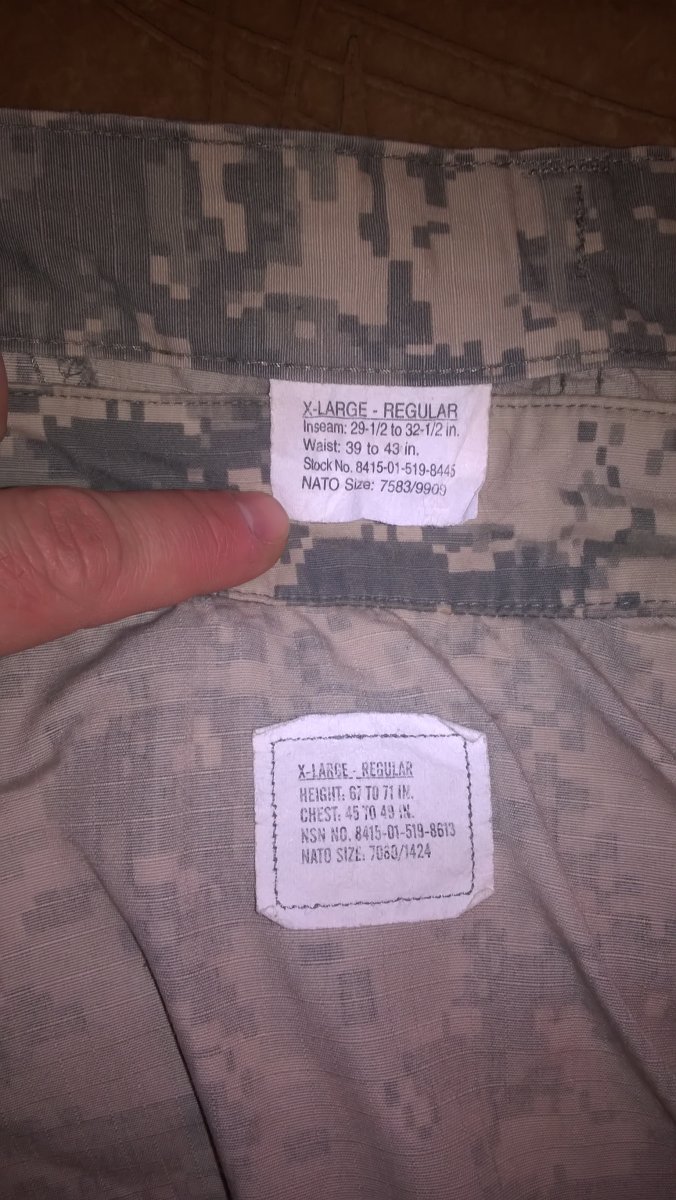 X-LARGE - REGULAR
Inseam: 29-1/2 to 32-1/2 in.
Waist: 39 to 43 in.
Stock No. 8415-01-519-8445
NATO Size: 7583/9909
X-LARGE - REGULAR
HEIGHT: 67 TO 71 IN.
CHEST: 45 TO 49 IN.
NSN NO. 8415-01-519-8613
NATO SIZE: 7080/1424